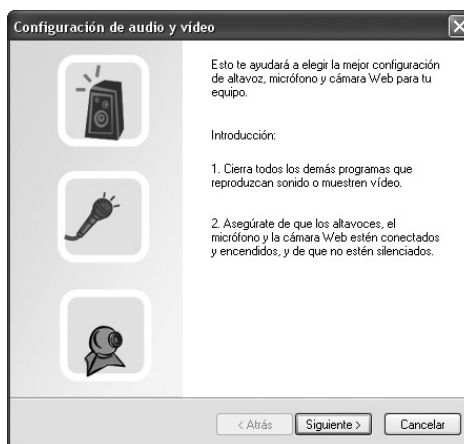 Configuración de audio y vídeo
Esto te ayudará a elegir la mejor configuración
de altavoz, micrófono y cámara Web para tu
equipo.
Introducción:
1. Cierra todos los demás programas que
reproduzcan sonido o muestren vídeo.
2. Asegúrate de que los altavoces, el
micrófono y la cámara Web estén conectados
y encendidos, y de que no estén silenciados.
< Atrás
Siguiente >
Cancelar